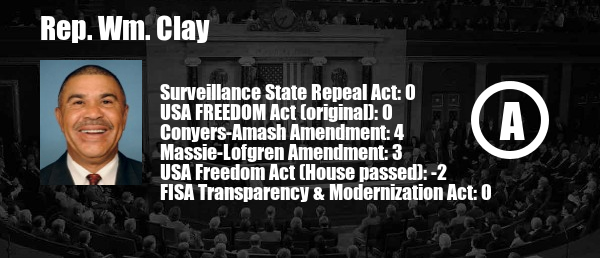 Rep. Wm. Clay
Surveillance State Repeal Act: 0
USA FREEDOM Act (original): 0
Conyers-Amash Amendment: 4
Massie-Lofgren Amendment: 3
USA Freedom Act (House passed): -2
FISA Transparency & Modernization Act: 0
A